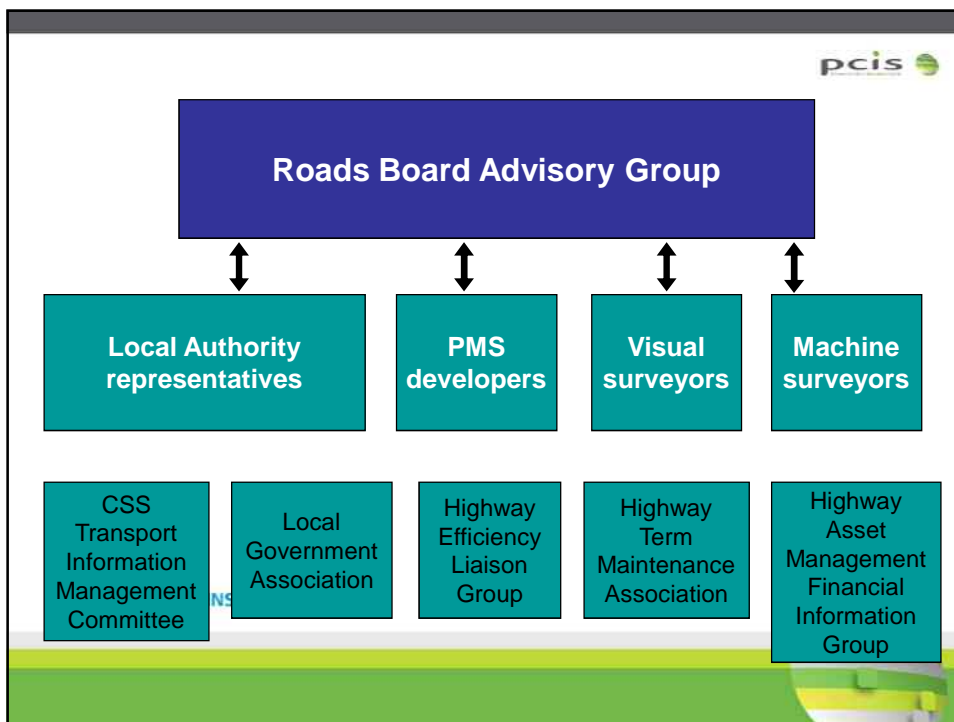 pcis
Roads Board Advisory Group
Local Authority
representatives
PMS
developers
Visual
surveyors
Machine
surveyors
CSS
Transport
Information
Management
Committee
Local
Government
Association
Highway
Efficiency
Liaison
Group
Highway
Term
Maintenance
Association
Highway
Asset
Management
Financial
Information
Group